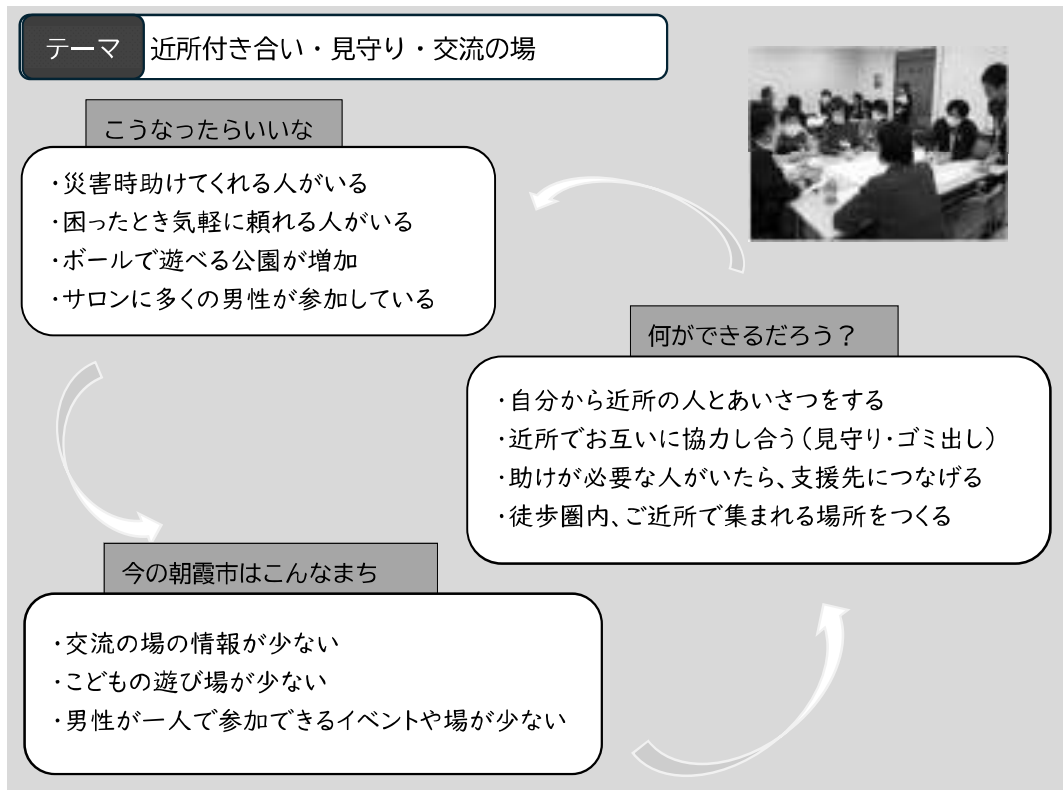 テーマ 近所付き合い・見守り・交流の場
こうなったらいいな
・災害時助けてくれる人がいる
・困ったとき気軽に頼れる人がいる
・ボールで遊べる公園が増加
・サロンに多くの男性が参加している
今の朝霞市はこんなまち
・交流の場の情報が少ない
・こどもの遊び場が少ない
・男性が一人で参加できるイベントや場が少ない
何ができるだろう？
・自分から近所の人とあいさつをする
・近所でお互いに協力し合う（見守り・ゴミ出し）
・助けが必要な人がいたら、支援先につなげる
・徒歩圏内、ご近所で集まれる場所をつくる